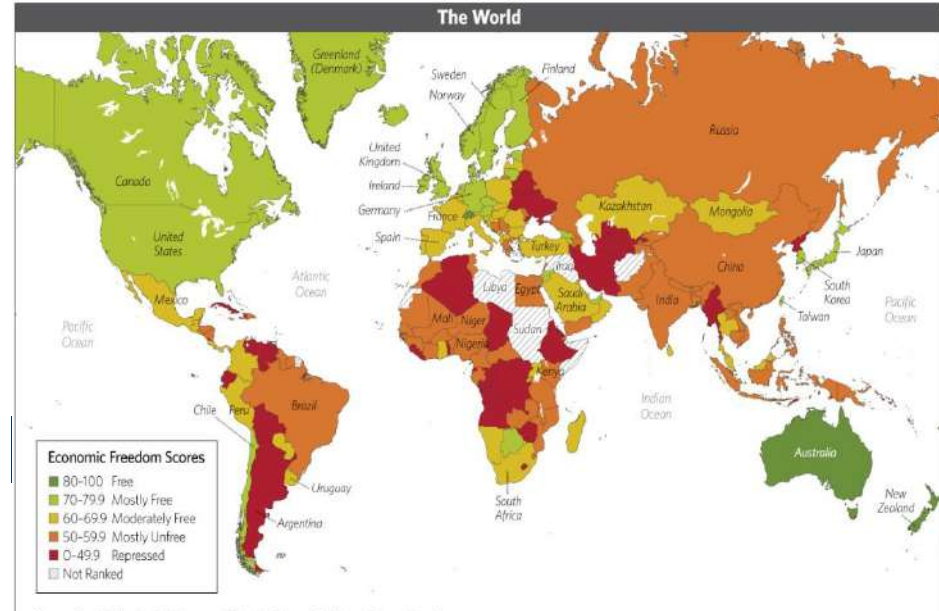 The World
Greenland
(Denmark)
Sweden
Norway
Finland
Russia
United
Kingdom
Ireland
Germany
Canada
Kazakhstan
Mongolia
France
United
States
Spain
Turkey
Japan
Atlantic
Ocean
Iraq
China
South
Korea
Libya
Egypt
Saudi
Arabia
Mexico
India
Pacific
Ocean
Taiwan
Pacific
Ocean
Mali
Niger
Sudan
Nigeria
Kenya
Indian
Ocean
Chile
Peru
Brazil
Australia
Economic Freedom Scores
80–100 Free
70–79.9 Mostly Free
60–69.9 Moderately Free
50–59.9 Mostly Unfree
0–49.9 Repressed
Not Ranked
Uruguay
Argentina
South
Africa
New
Zealand